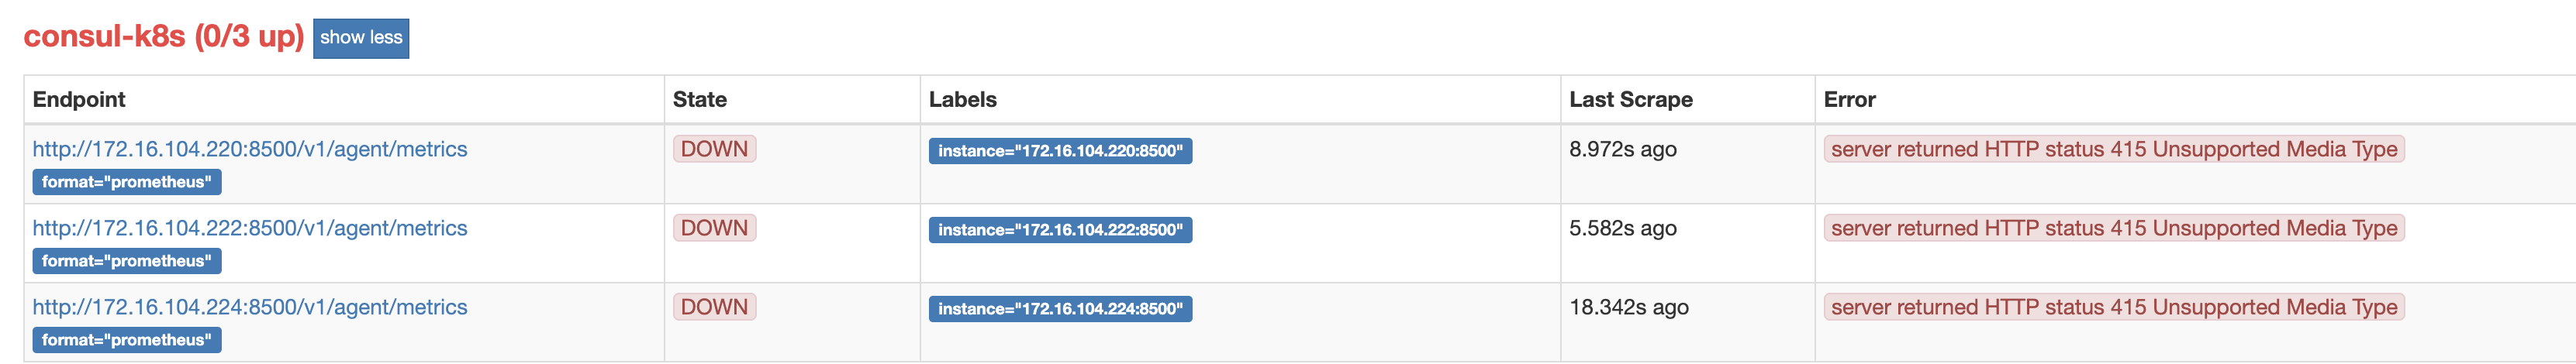 consul-k8s (0/3 up) show less
Endpoint State Labels Last Scrape Error
http://172.16.104.220:8500/v1/agent/metrics DOWN instance="172.16.104.220:8500" 8.972s ago server returned HTTP status 415 Unsupported Media Type
format="prometheus"
http://172.16.104.222:8500/v1/agent/metrics DOWN instance="172.16.104.222:8500" 5.582s ago server returned HTTP status 415 Unsupported Media Type
format="prometheus"
http://172.16.104.224:8500/v1/agent/metrics DOWN instance="172.16.104.224:8500" 18.342s ago server returned HTTP status 415 Unsupported Media Type
format="prometheus"